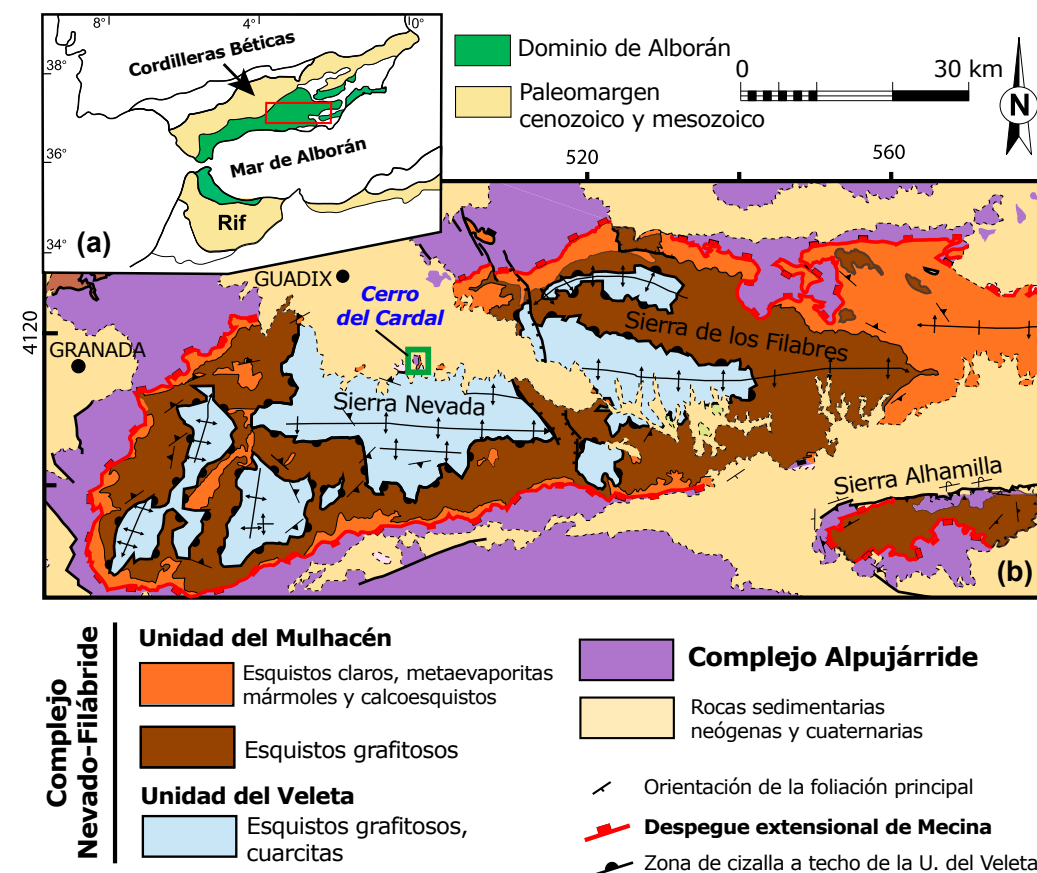 8°
4°
0°
38°
36°
34°
Cordilleras Béticas
Mar de Alborán
Rif
(a)
Dominio de Alborán
Paleomargen
cenozoico y mesozoico
0
30 km
N
520
560
4120
GUADIX
GRANADA
Cerro
del Cardal
Sierra de los Filabres
Sierra Nevada
Sierra Alhamilla
(b)
Complejo
Nevado-Filábride
Unidad del Mulhacén
Esquistos claros, metaevaporitas
mármoles y calcoesquistos
Esquistos grafitosos
Unidad del Veleta
Esquistos grafitosos,
cuarcitas
Complejo Alpujárride
Rocas sedimentarias
neógenas y cuaternarias
Orientación de la foliación principal
Despegue extensional de Mecina
Zona de cizalla a techo de la U. del Veleta